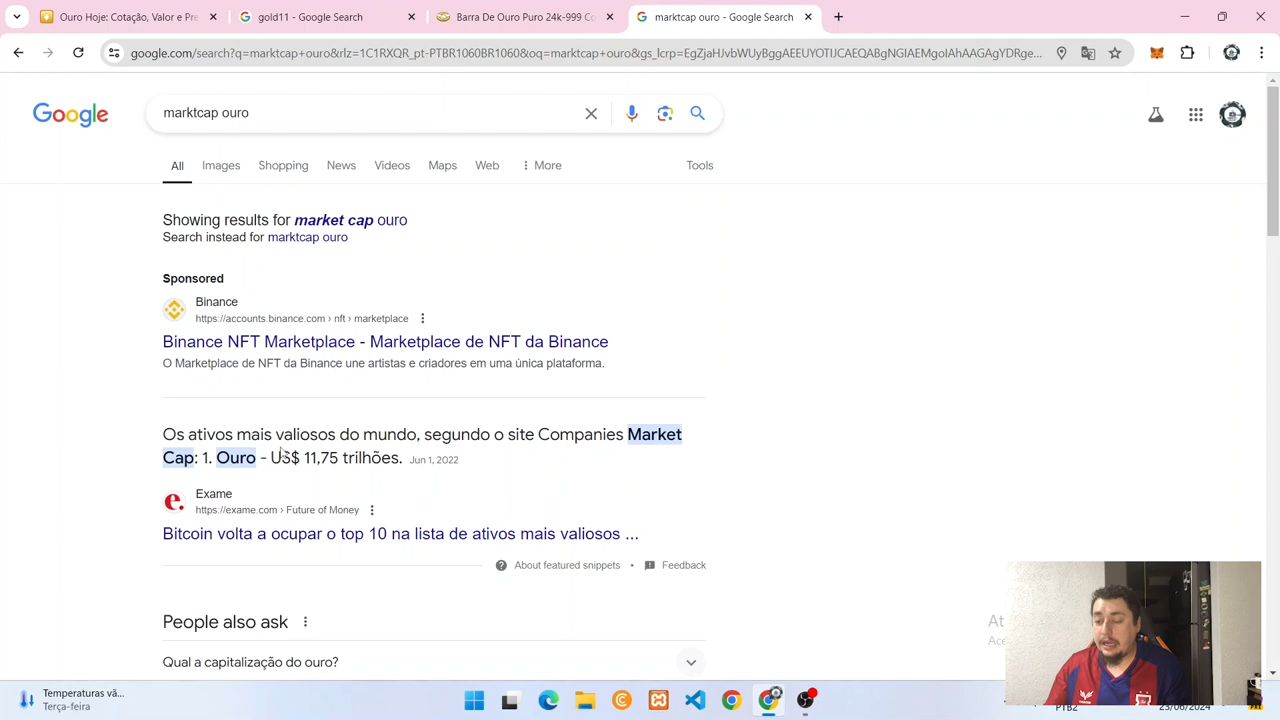 Ouro Hoje: Cotação, Valor e Pre
gold11 - Google Search
Barra De Ouro Puro 24k-999 Co
marktcap ouro - Google Search
google.com/search?q=marktcap+ouro&rlz=1C1RXQR_pt-PTBR1060BR1060&oq=marktcap+ouro&gs_lcrp=EgZjaHJvbWUyBggAEEUYOTIJCAEQABgNGIAEMgoIAhAAGAgYDRge...
Google
marktcap ouro
All Images Shopping News Videos Maps Web More Tools
Showing results for market cap ouro
Search instead for marktcap ouro
Sponsored
Binance
https://accounts.binance.com › nft › marketplace
Binance NFT Marketplace - Marketplace de NFT da Binance
O Marketplace de NFT da Binance une artistas e criadores em uma única plataforma.
Os ativos mais valiosos do mundo, segundo o site Companies Market
Cap: 1. Ouro - US$ 11,75 trilhões. Jun 1, 2022
Exame
https://exame.com › Future of Money
Bitcoin volta a ocupar o top 10 na lista de ativos mais valiosos ...
About featured snippets • Feedback
People also ask
Qual a capitalização do ouro?
At
Ace
Temperaturas vã...
Terça-feira
PTB2
23/06/2024